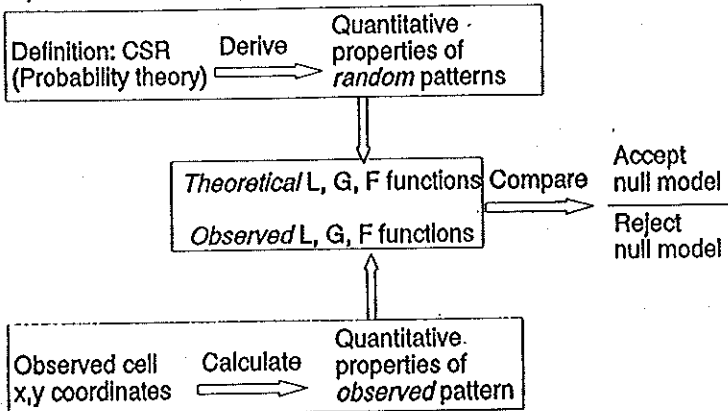 Definition: CSR
(Probability theory)
Derive
Quantitative
properties of
random patterns
Theoretical L, G, F functions
Observed L, G, F functions
Compare
Accept
null model
Reject
null model
Observed cell
x,y coordinates
Calculate
Quantitative
properties of
observed pattern